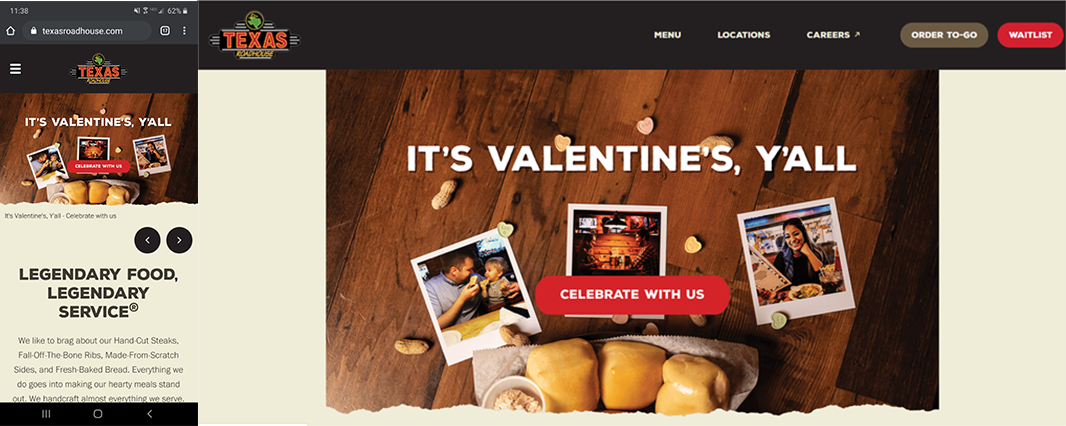 11:38
62%
texasroadhouse.com
TEXAS
ROADHOUSE
IT'S VALENTINE'S, Y'ALL
CELEBRATE WITH US
It's Valentine's, Y'all - Celebrate with us
LEGENDARY FOOD,
LEGENDARY
SERVICE®
We like to brag about our Hand-Cut Steaks,
Fall-Off-The-Bone Ribs, Made-From-Scratch
Sides, and Fresh-Baked Bread. Everything we
do goes into making our hearty meals stand
out. We handcraft almost everything we serve.
TEXAS
ROADHOUSE
MENU
LOCATIONS
CAREERS ↗
ORDER TO-GO
WAITLIST
IT'S VALENTINE'S, Y'ALL
CELEBRATE WITH US